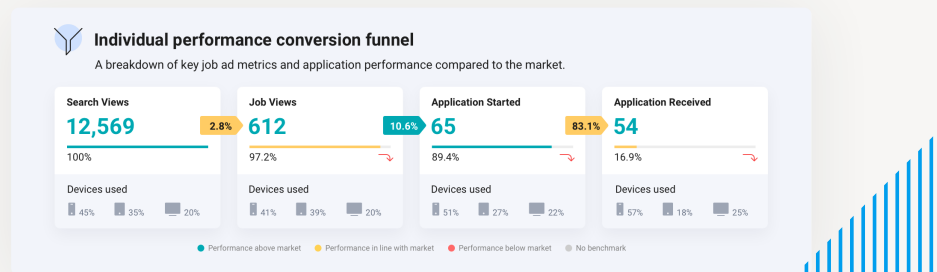 Individual performance conversion funnel
A breakdown of key job ad metrics and application performance compared to the market.
Search Views
12,569
100%
Devices used
45% 35% 20%
2.8%
Job Views
612
97.2%
Devices used
41% 39% 20%
10.6%
Application Started
65
89.4%
Devices used
51% 27% 22%
83.1%
Application Received
54
16.9%
Devices used
57% 18% 25%
Performance above market Performance in line with market Performance below market No benchmark